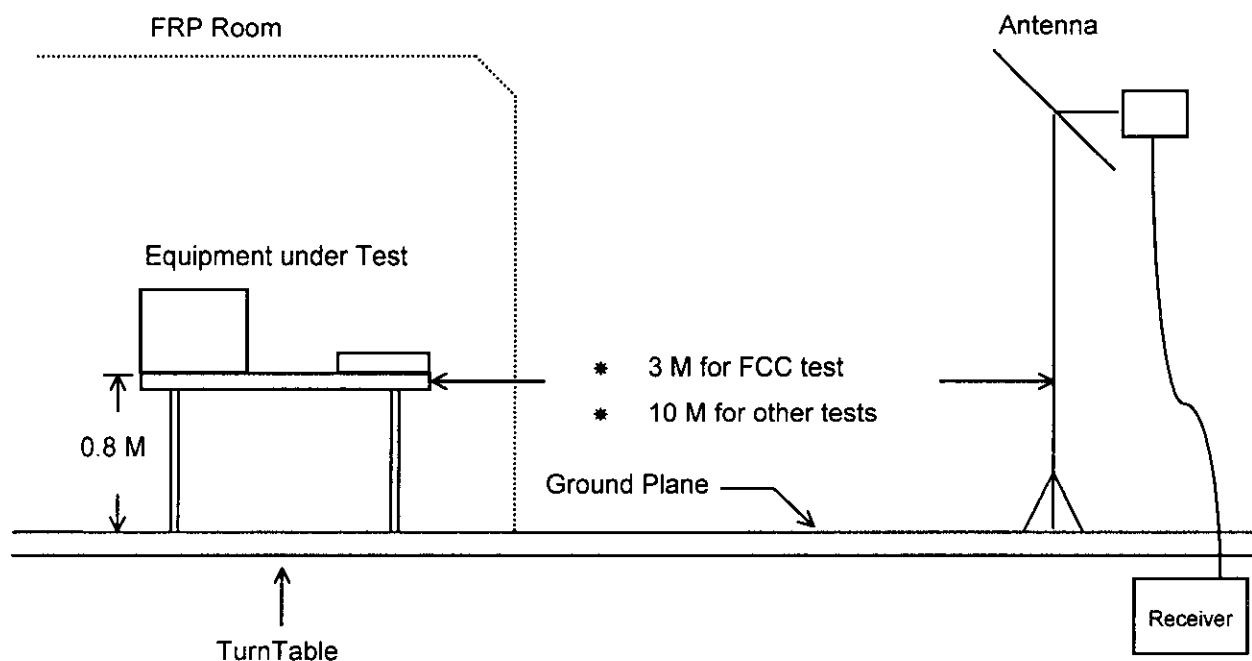 FRP Room
Antenna
Equipment under Test
* 3 M for FCC test
* 10 M for other tests
0.8 M
Ground Plane
Receiver
TurnTable